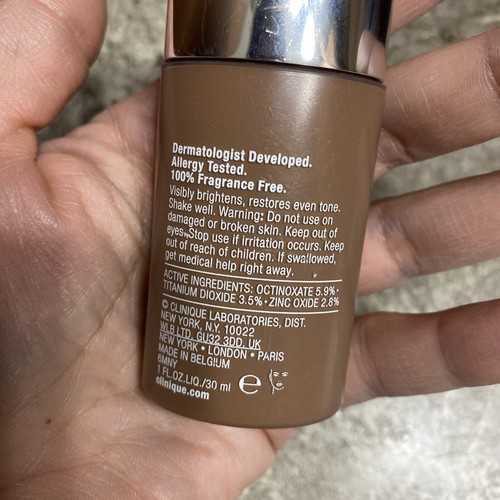 Dermatologist Developed.
Allergy Tested.
100% Fragrance Free.
Visibly brightens, restores even tone.
Shake well. Warning: Do not use on
damaged or broken skin. Keep out of
eyes. Stop use if irritation occurs. Keep
out of reach of children. If swallowed,
get medical help right away.
ACTIVE INGREDIENTS: OCTINOXATE 5.9% •
TITANIUM DIOXIDE 3.5% • ZINC OXIDE 2.8%
© CLINIQUE LABORATORIES, DIST.
NEW YORK, N.Y. 10022
WLB LTD, GU32 3DD, UK
NEW YORK • LONDON • PARIS
MADE IN BELGIUM
6MNY
1 FL.OZ.LIQ./30 ml e
clinique.com